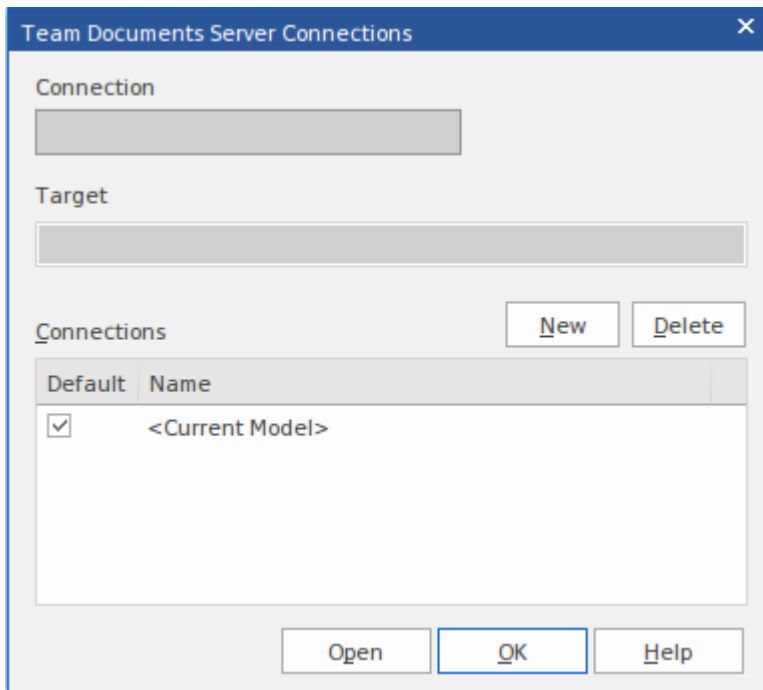 Team Documents Server Connections
Connection
Target
Connections New Delete
Default Name
<Current Model>
Open OK Help